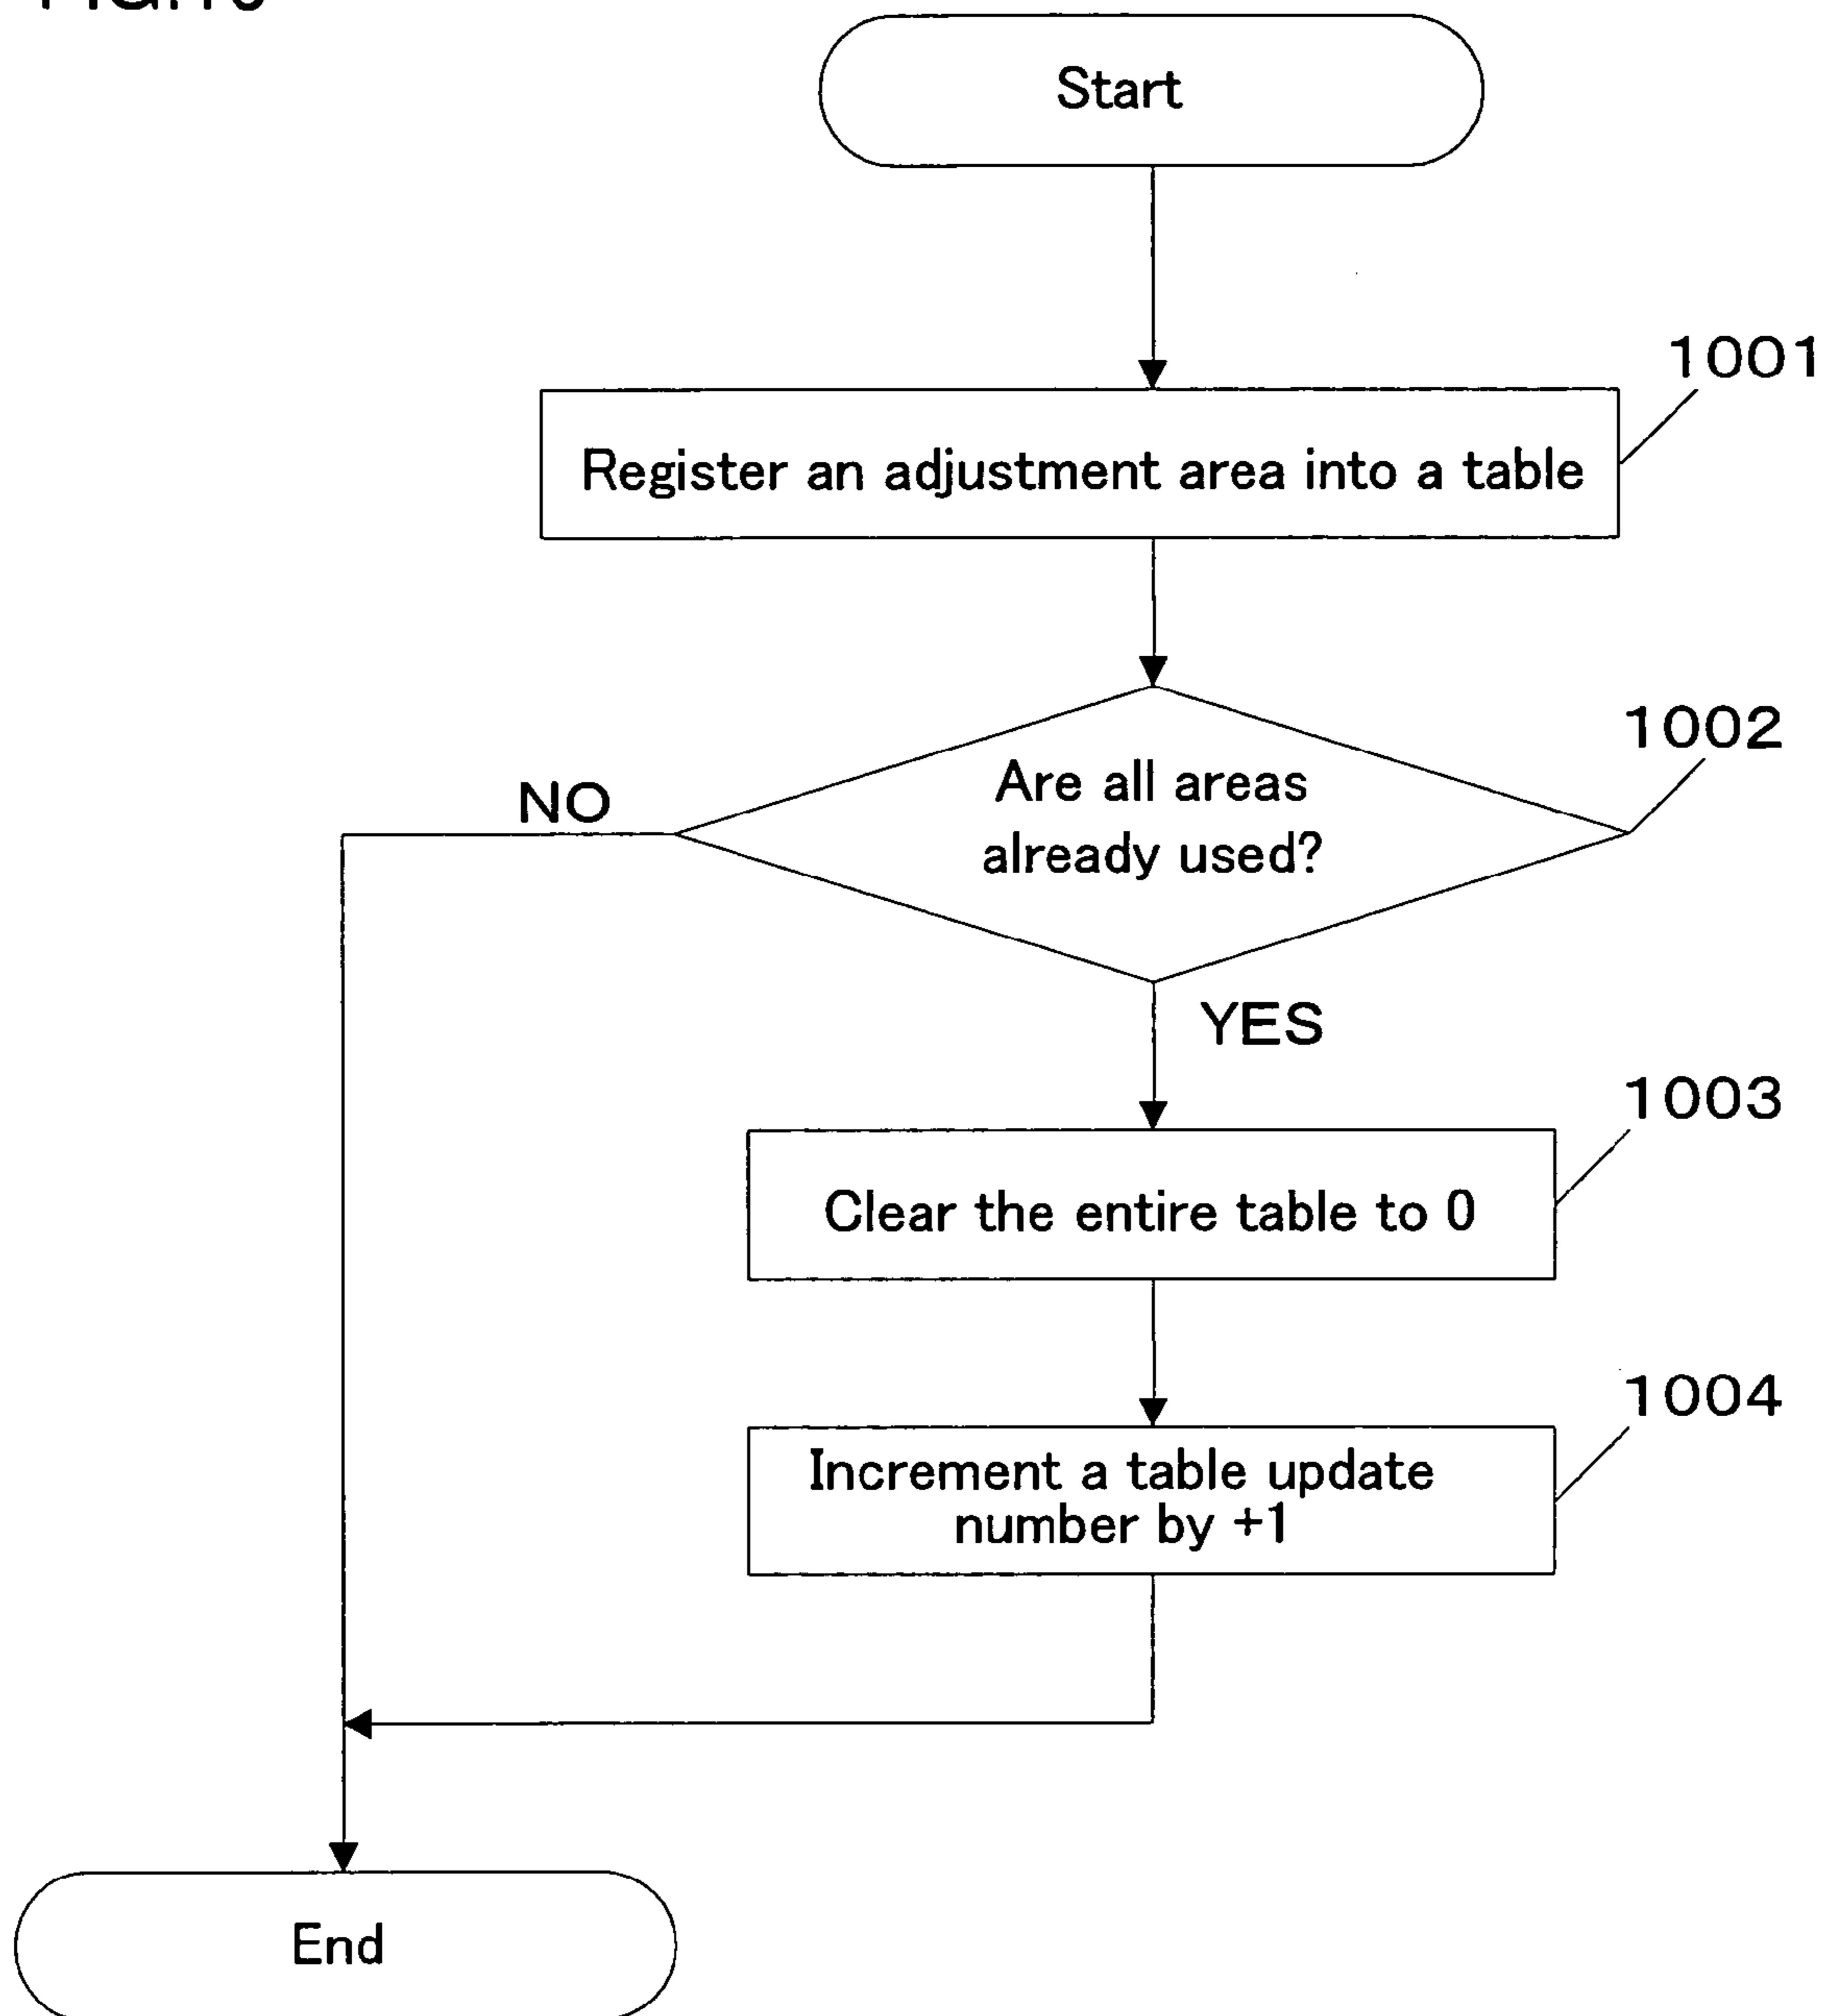 Start
1001
Register an adjustment area into a table
1002
NO
Are all areas
already used?
YES
1003
Clear the entire table to 0
1004
Increment a table update
number by +1
End